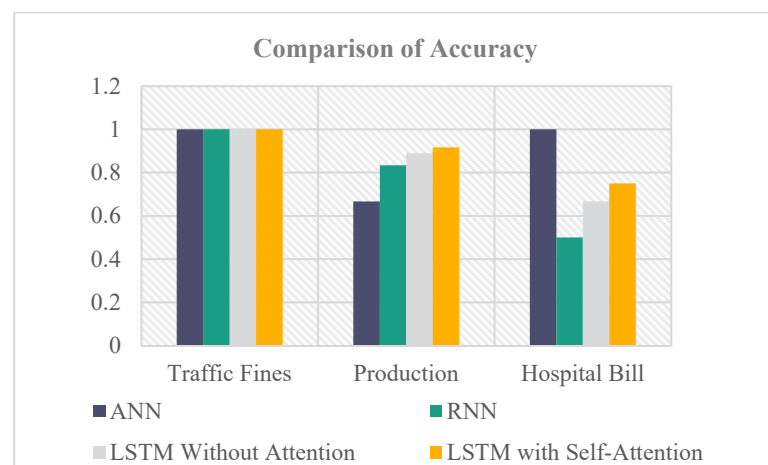 Comparison of Accuracy
1.2
1
0.8
0.6
0.4
0.2
0
Traffic Fines Production Hospital Bill
ANN RNN
LSTM Without Attention LSTM with Self-Attention